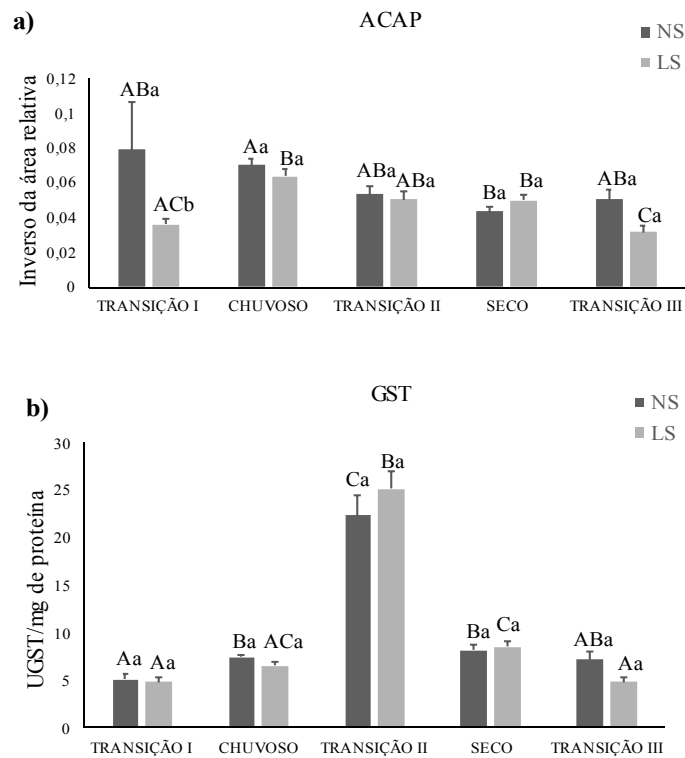 a)
ACAP
NS
LS
Inverso da área relativa
0,12
0,1
0,08
0,06
0,04
0,02
0
ABa
ACb
Aa
Ba
ABa
ABa
Ba
Ba
ABa
Ca
TRANSIÇÃO I CHUVOSO TRANSIÇÃO II SECO TRANSIÇÃO III
b)
GST
NS
LS
UGST/mg de proteína
30
25
20
15
10
5
0
Aa
Aa
Ba
ACa
Ca
Ba
Ba
Ca
ABa
Aa
TRANSIÇÃO I CHUVOSO TRANSIÇÃO II SECO TRANSIÇÃO III